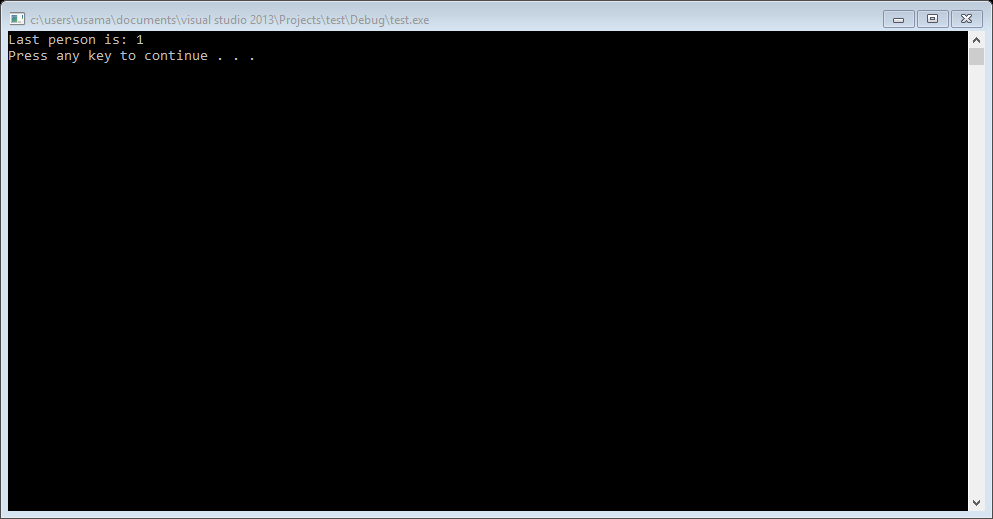 c:\users\usama\documents\visual studio 2013\Projects\test\Debug\test.exe
Last person is: 1
Press any key to continue . . .